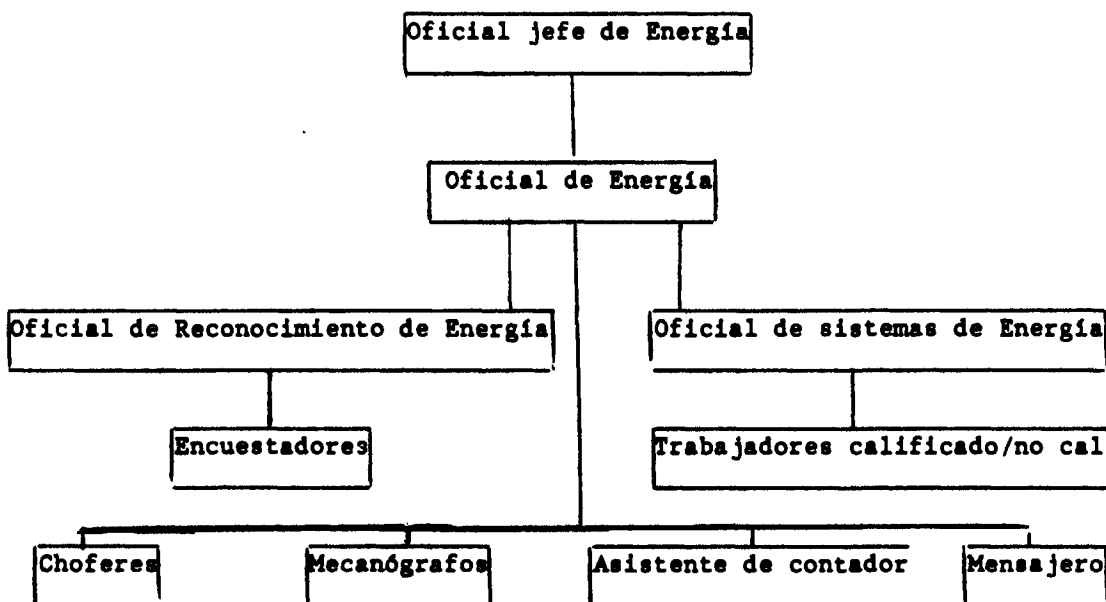 Oficial jefe de Energía
Oficial de Energía
Oficial de Reconocimiento de Energía
Oficial de sistemas de Energía
Encuestadores
Trabajadores calificado/no cal
Choferes
Mecanógrafos
Asistente de contador
Mensajero